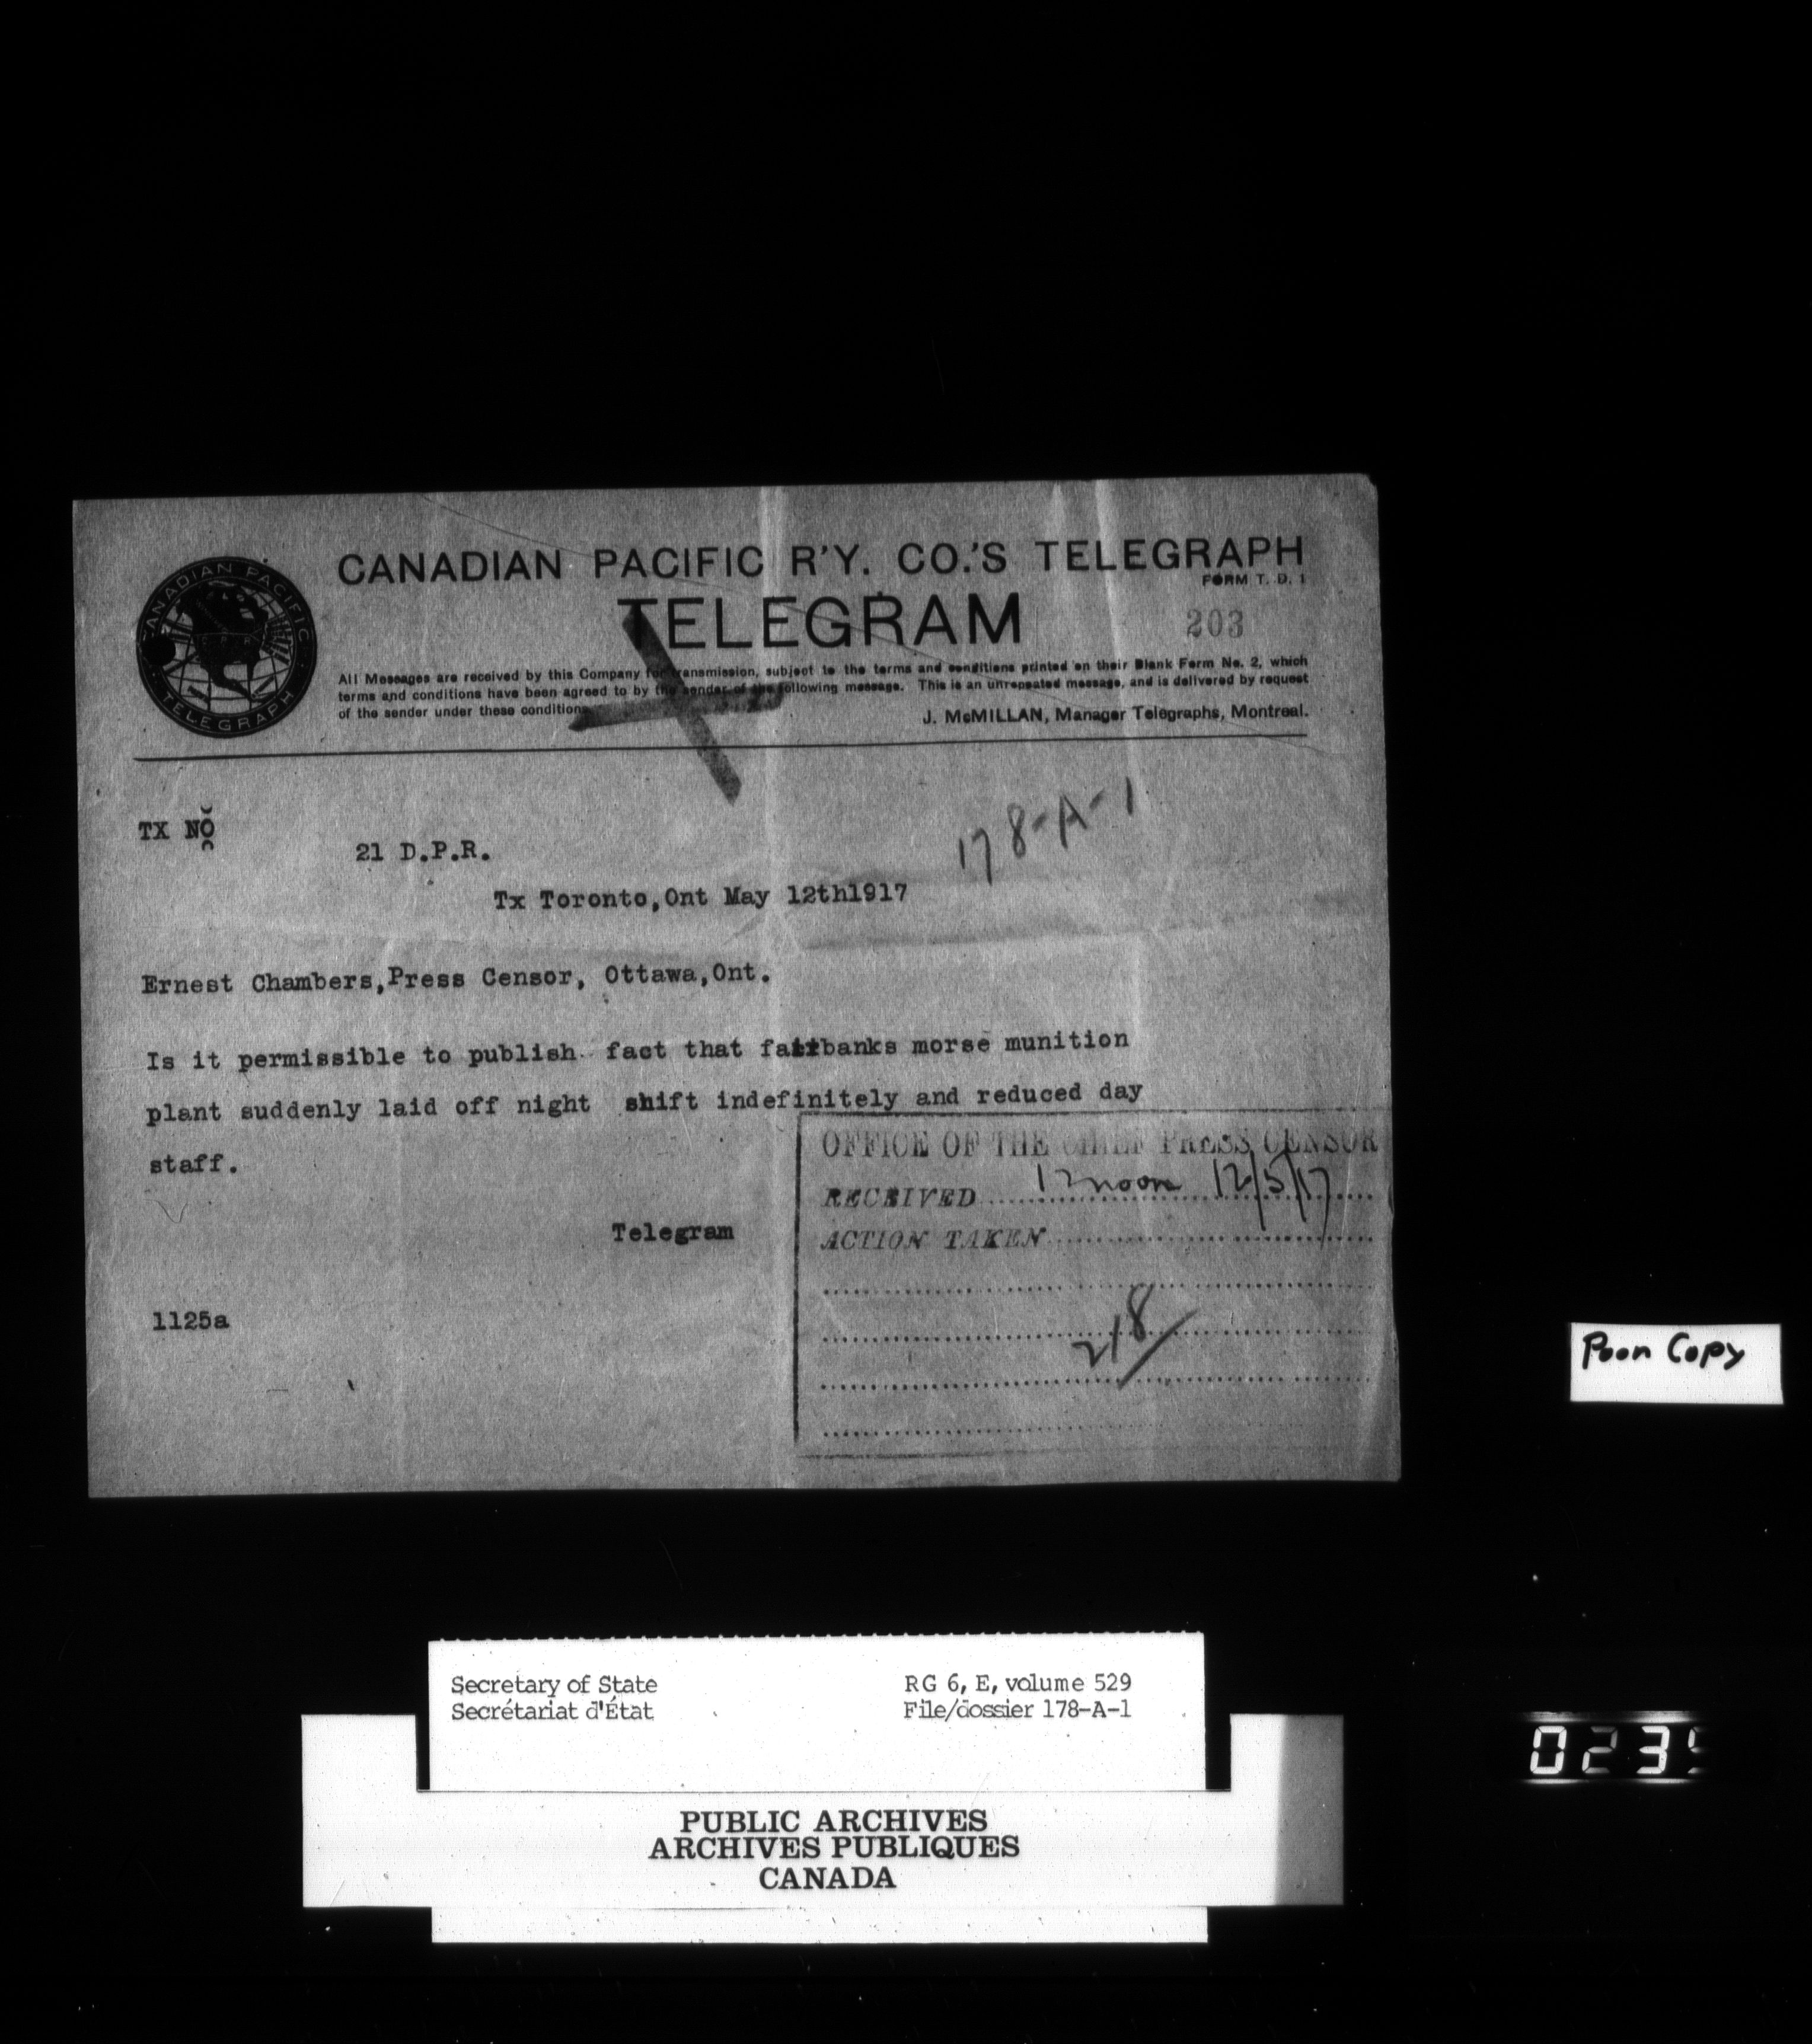 CANADIAN PACIFIC R'Y. CO.'S TELEGRAPH
FORM T. D. 1
TELEGRAM
203
CANADIAN PACIFIC
TELEGRAPH
All Messages are received by this Company for transmission, subject to the terms and conditions printed on their Blank Form No. 2, which
terms and conditions have been agreed to by the sender of the following message. This is an unrepeated message, and is delivered by request
of the sender under these conditions.
J. McMILLAN, Manager Telegraphs, Montreal.
178-A-1
TX NO
21 D.P.R.
Tx Toronto,Ont May 12th1917
Ernest Chambers,Press Censor, Ottawa,Ont.
Is it permissible to publish fact that fairbanks morse munition
plant suddenly laid off night shift indefinitely and reduced day
staff.
Telegram
1125a
OFFICE OF THE CHIEF PRESS CENSOR
RECEIVED 12 noon 12/5/17
ACTION TAKEN
218
Poor Copy
Secretary of State
Secrétariat d'État
RG 6, E, volume 529
File/dossier 178-A-1
PUBLIC ARCHIVES
ARCHIVES PUBLIQUES
CANADA
023